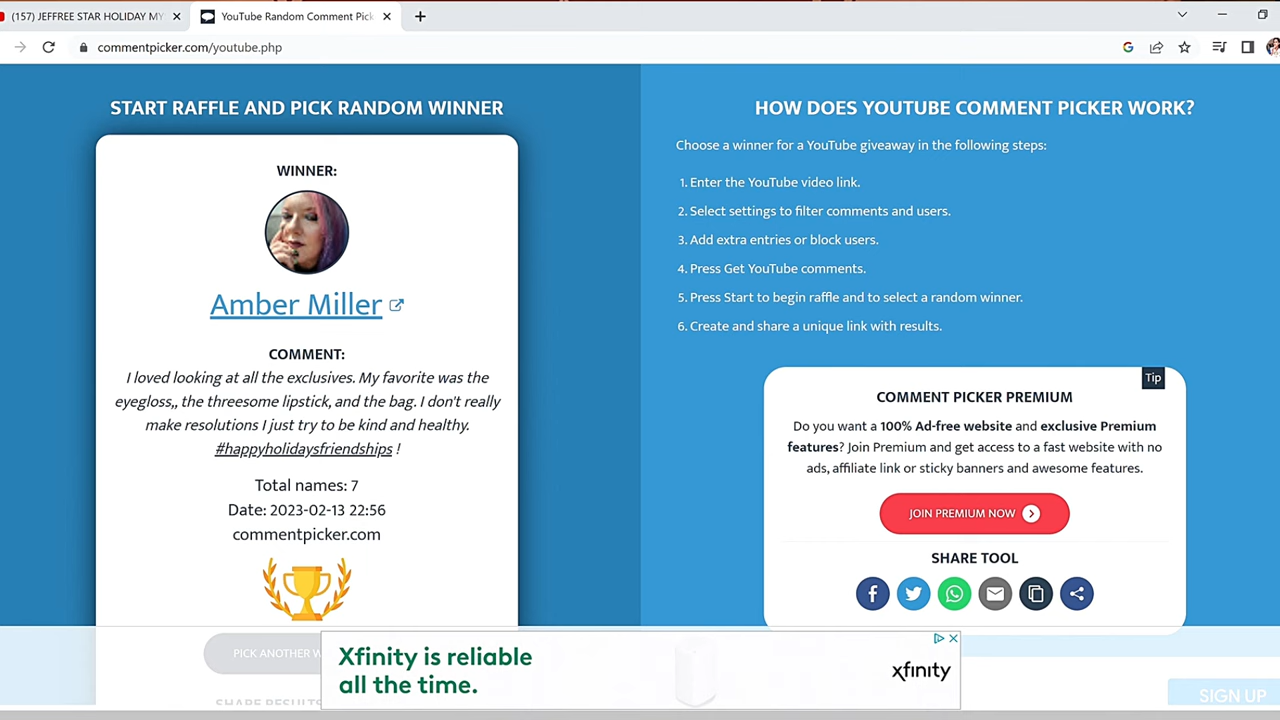 (157) JEFFREE STAR HOLIDAY MY
YouTube Random Comment Pick
commentpicker.com/youtube.php
START RAFFLE AND PICK RANDOM WINNER
WINNER:
Amber Miller
COMMENT:
I loved looking at all the exclusives. My favorite was the
eyegloss,, the threesome lipstick, and the bag. I don't really
make resolutions I just try to be kind and healthy.
#happyholidaysfriendships !
Total names: 7
Date: 2023-02-13 22:56
commentpicker.com
PICK ANOTHER W
SHARE RESULTS
HOW DOES YOUTUBE COMMENT PICKER WORK?
Choose a winner for a YouTube giveaway in the following steps:
1. Enter the YouTube video link.
2. Select settings to filter comments and users.
3. Add extra entries or block users.
4. Press Get YouTube comments.
5. Press Start to begin raffle and to select a random winner.
6. Create and share a unique link with results.
Tip
COMMENT PICKER PREMIUM
Do you want a 100% Ad-free website and exclusive Premium
features? Join Premium and get access to a fast website with no
ads, affiliate link or sticky banners and awesome features.
JOIN PREMIUM NOW
SHARE TOOL
Xfinity is reliable
all the time.
xfinity
SIGN UP